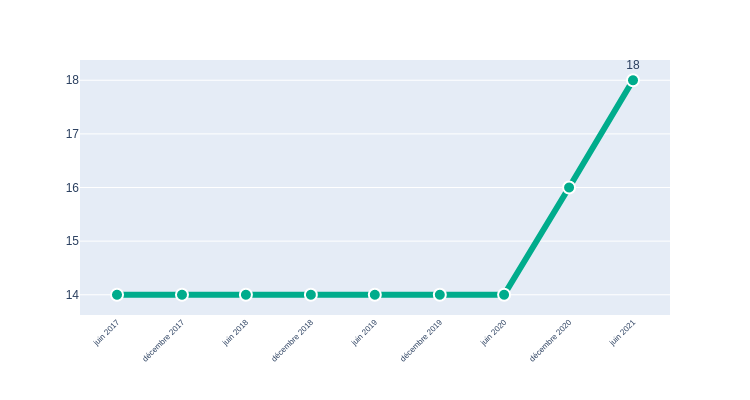 18
18
17
16
15
14
juin 2017
décembre 2017
juin 2018
décembre 2018
juin 2019
décembre 2019
juin 2020
décembre 2020
juin 2021